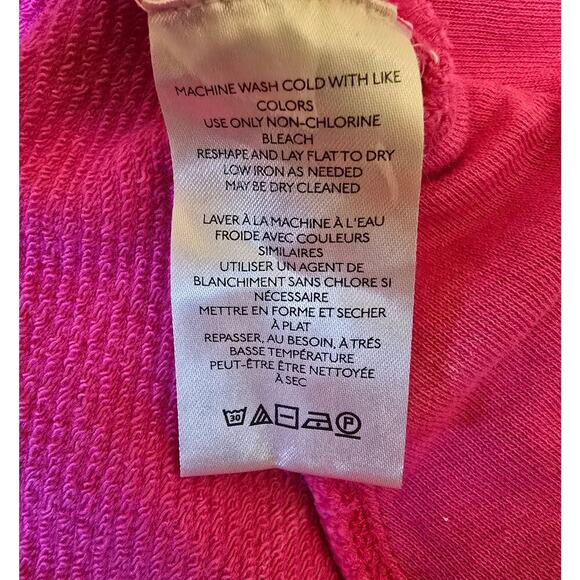 MACHINE WASH COLD WITH LIKE
COLORS
USE ONLY NON-CHLORINE
BLEACH
RESHAPE AND LAY FLAT TO DRY
LOW IRON AS NEEDED
MAY BE DRY CLEANED
LAVER À LA MACHINE À L'EAU
FROIDE AVEC COULEURS
SIMILAIRES
UTILISER UN AGENT DE
BLANCHIMENT SANS CHLORE SI
NÉCESSAIRE
METTRE EN FORME ET SECHER
À PLAT
REPASSER, AU BESOIN, À TRÉS
BASSE TEMPÉRATURE
PEUT-ÊTRE ÊTRE NETTOYÉE
À SEC
30 P